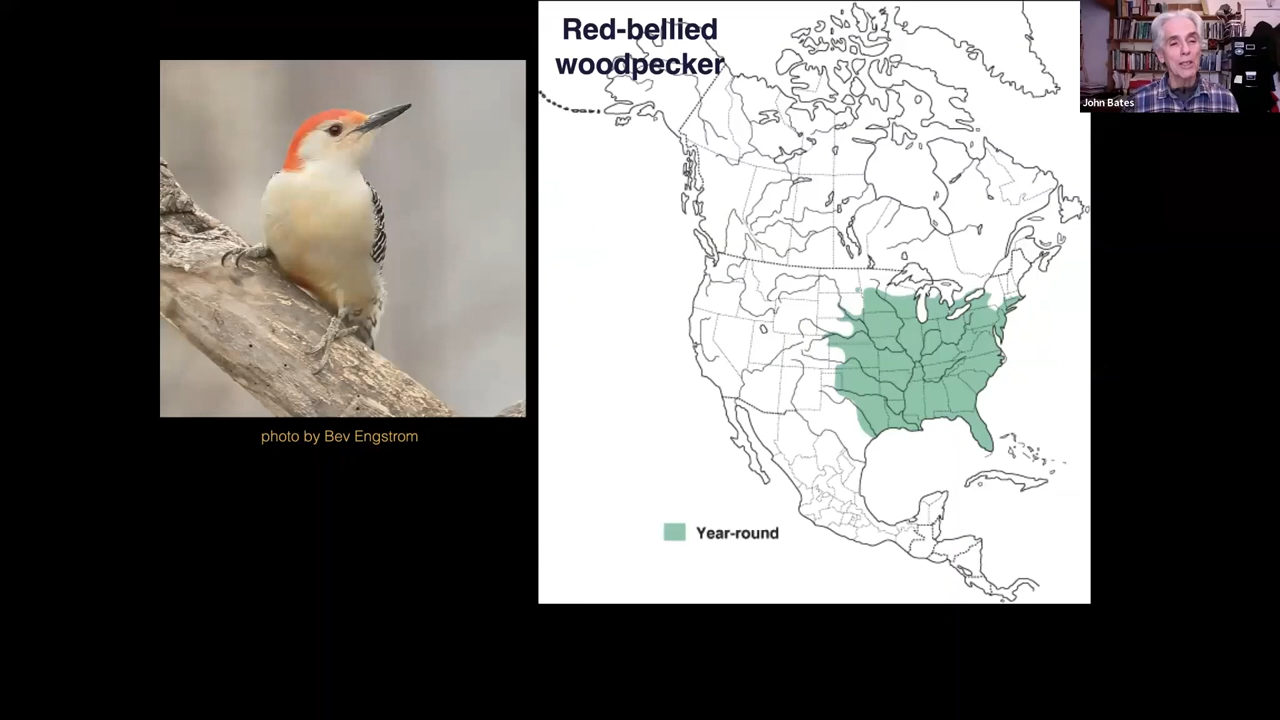 Red-bellied
woodpecker
John Bates
photo by Bev Engstrom
Year-round